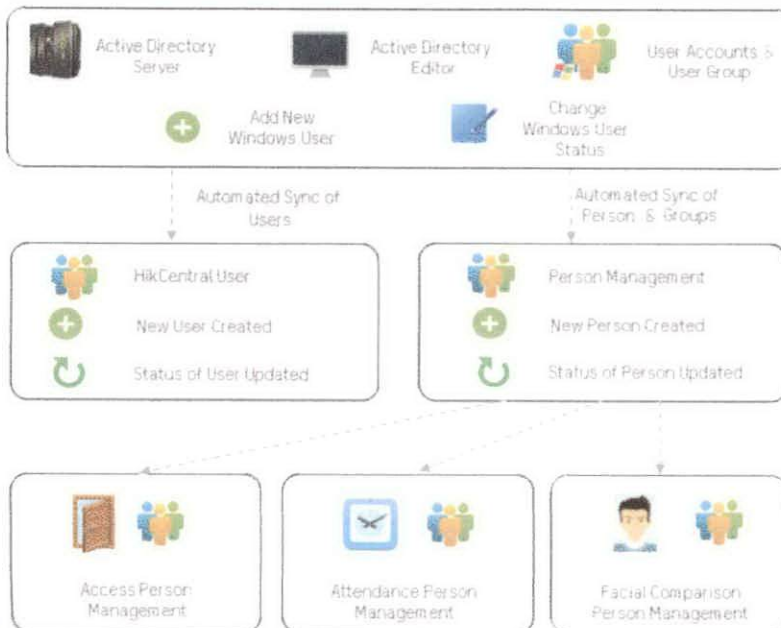 Active Directory
Server
Active Directory
Editor
User Accounts &
User Group
Add New
Windows User
Change
Windows User
Status
Automated Sync of
Users
Automated Sync of
Person & Groups
HikCentral User
New User Created
Status of User Updated
Person Management
New Person Created
Status of Person Updated
Access Person
Management
Attendance Person
Management
Facial Comparison
Person Management